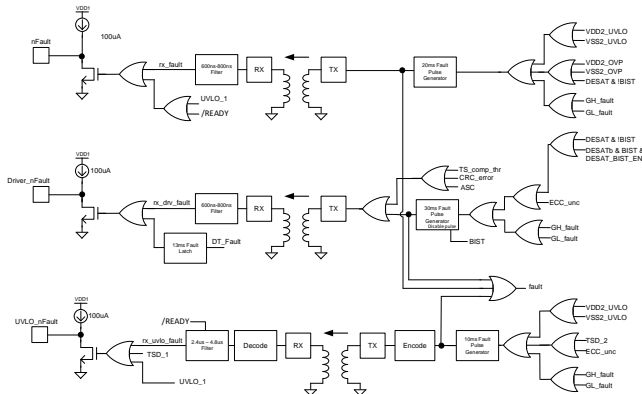 VDD1
nFault
100uA
rx_fault
600ns-800ns
Filter
RX
TX
20ms Fault
Pulse
Generator
VDD2_UVLO
VSS2_UVLO
VDD2_OVP
VSS2_OVP
DESAT & !BIST
GH_fault
GL_fault
UVLO_1
/READY
VDD1
Driver_nFault
100uA
rx_drv_fault
600ns-800ns
Filter
RX
TX
TS_comp_thr
CRC_error
ASC
30ms Fault
Pulse
Generator
Disable pulse
BIST
DESAT & !BIST
DESATb & BIST &
DESAT_BIST_EN
ECC_unc
GH_fault
GL_fault
13ms Fault
Latch
DT_Fault
fault
VDD1
UVLO_nFault
100uA
/READY
rx_uvlo_fault
TSD_1
UVLO_1
2.4us – 4.8us
Filter
Decode
RX
TX
Encode
10ms Fault
Pulse
Generator
VDD2_UVLO
VSS2_UVLO
TSD_2
ECC_unc
GH_fault
GL_fault